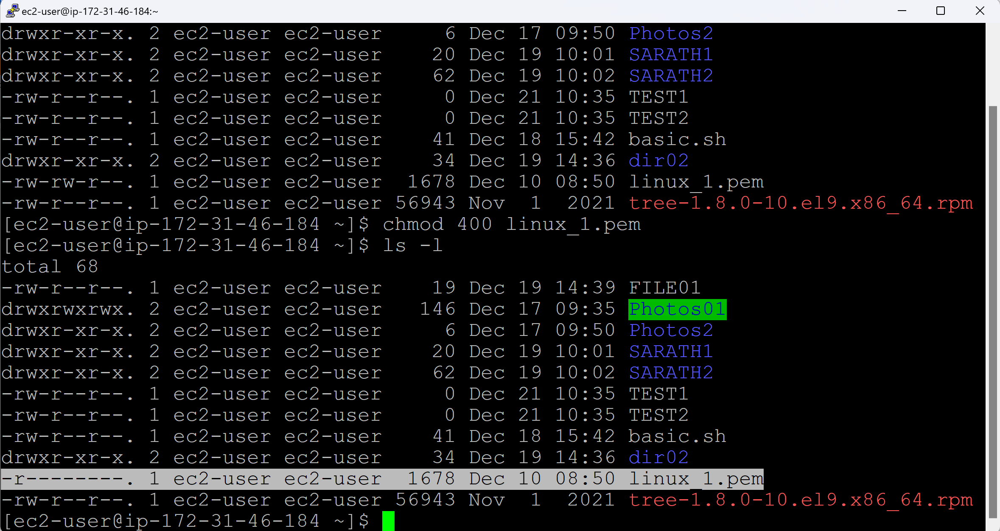 ec2-user@ip-172-31-46-184:~
drwxr-xr-x. 2 ec2-user ec2-user     6 Dec 17 09:50 Photos2
drwxr-xr-x. 2 ec2-user ec2-user    20 Dec 19 10:01 SARATH1
drwxr-xr-x. 2 ec2-user ec2-user    62 Dec 19 10:02 SARATH2
-rw-r--r--. 1 ec2-user ec2-user     0 Dec 21 10:35 TEST1
-rw-r--r--. 1 ec2-user ec2-user     0 Dec 21 10:35 TEST2
-rw-r--r--. 1 ec2-user ec2-user    41 Dec 18 15:42 basic.sh
drwxr-xr-x. 2 ec2-user ec2-user    34 Dec 19 14:36 dir02
-rw-rw-r--. 1 ec2-user ec2-user  1678 Dec 10 08:50 linux_1.pem
-rw-r--r--. 1 ec2-user ec2-user 56943 Nov  1  2021 tree-1.8.0-10.el9.x86_64.rpm
[ec2-user@ip-172-31-46-184 ~]$ chmod 400 linux_1.pem
[ec2-user@ip-172-31-46-184 ~]$ ls -l
total 68
-rw-r--r--. 1 ec2-user ec2-user    19 Dec 19 14:39 FILE01
drwxrwxrwx. 2 ec2-user ec2-user   146 Dec 17 09:35 Photos01
drwxr-xr-x. 2 ec2-user ec2-user     6 Dec 17 09:50 Photos2
drwxr-xr-x. 2 ec2-user ec2-user    20 Dec 19 10:01 SARATH1
drwxr-xr-x. 2 ec2-user ec2-user    62 Dec 19 10:02 SARATH2
-rw-r--r--. 1 ec2-user ec2-user     0 Dec 21 10:35 TEST1
-rw-r--r--. 1 ec2-user ec2-user     0 Dec 21 10:35 TEST2
-rw-r--r--. 1 ec2-user ec2-user    41 Dec 18 15:42 basic.sh
drwxr-xr-x. 2 ec2-user ec2-user    34 Dec 19 14:36 dir02
-r--------. 1 ec2-user ec2-user  1678 Dec 10 08:50 linux_1.pem
-rw-r--r--. 1 ec2-user ec2-user 56943 Nov  1  2021 tree-1.8.0-10.el9.x86_64.rpm
[ec2-user@ip-172-31-46-184 ~]$